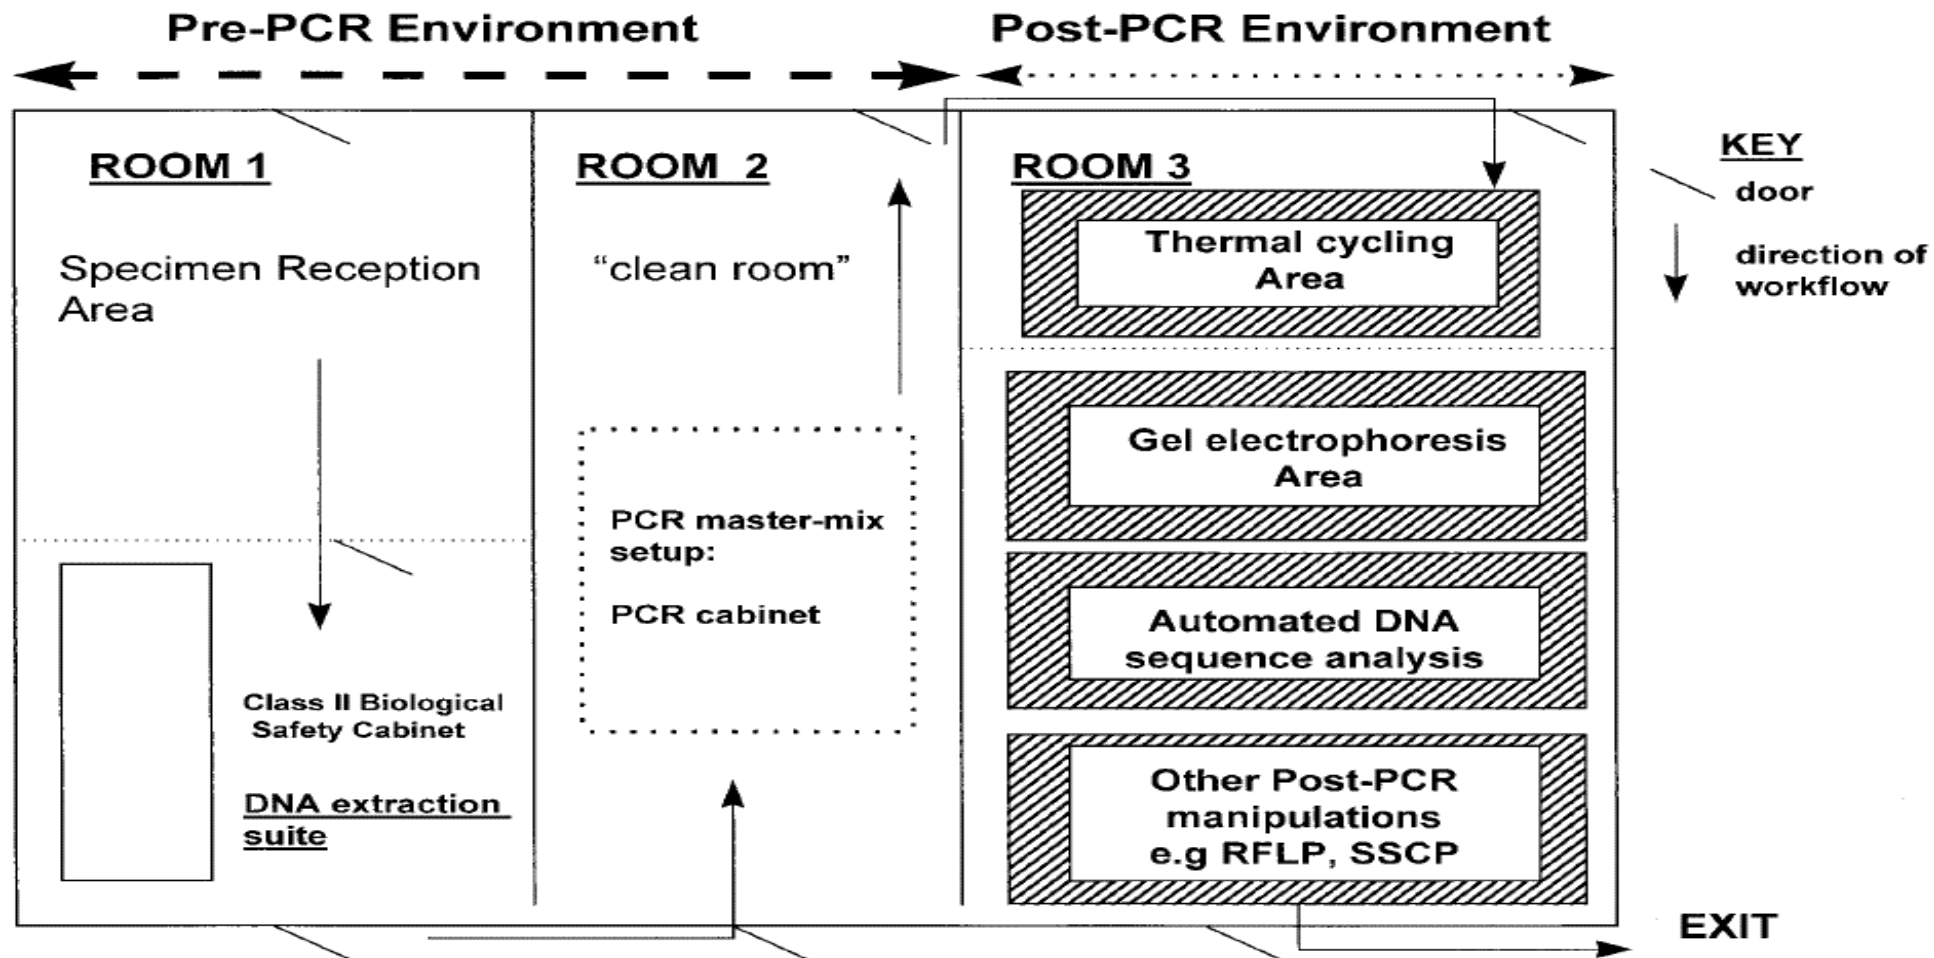 Pre-PCR Environment
Post-PCR Environment
ROOM 1
Specimen Reception
Area
Class II Biological
Safety Cabinet
DNA extraction
suite
ROOM 2
“clean room”
PCR master-mix
setup:
PCR cabinet
ROOM 3
Thermal cycling
Area
Gel electrophoresis
Area
Automated DNA
sequence analysis
Other Post-PCR
manipulations
e.g RFLP, SSCP
KEY
door
direction of
workflow
EXIT